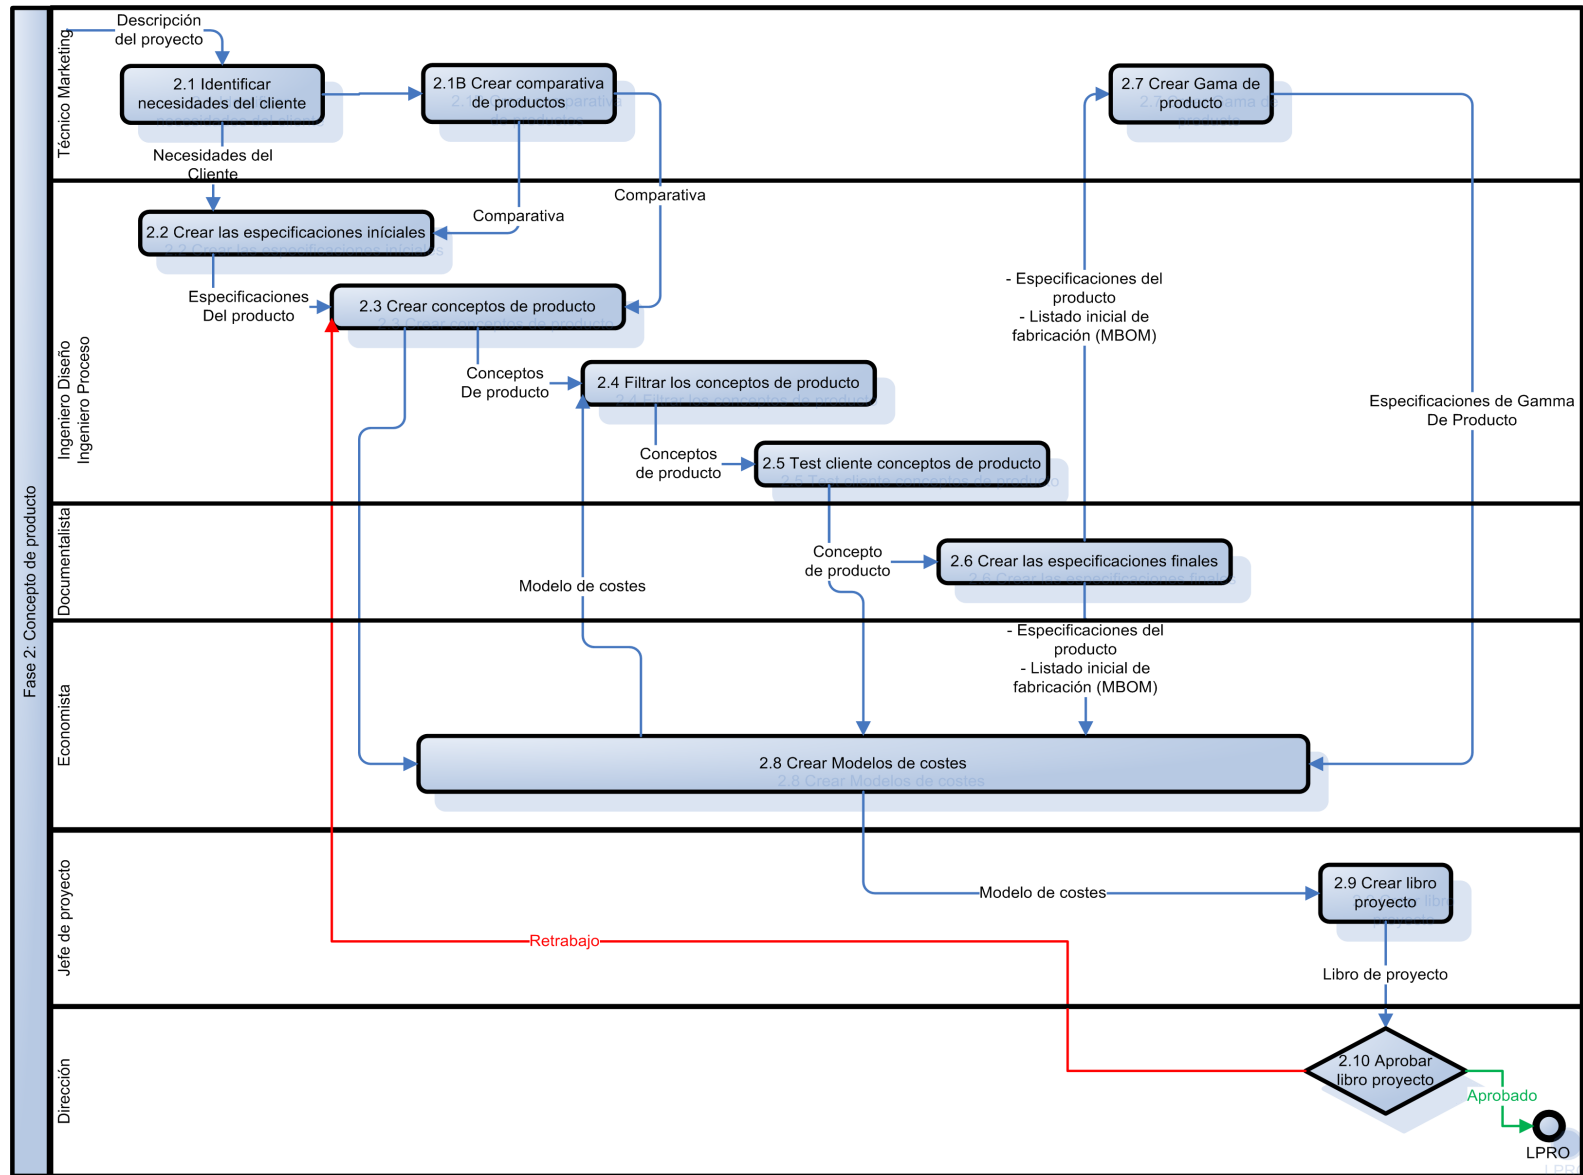 Fase 2: Concepto de producto
Técnico Marketing
Descripción
del proyecto
2.1 Identificar
necesidades del cliente
2.1B Crear comparativa
de productos
2.7 Crear Gama de
producto
Necesidades del
Cliente
Ingeniero Diseño
Ingeniero Proceso
Comparativa
Comparativa
2.2 Crear las especificaciones iníciales
Especificaciones
Del producto
2.3 Crear conceptos de producto
- Especificaciones del
producto
- Listado inicial de
fabricación (MBOM)
Conceptos
De producto
2.4 Filtrar los conceptos de producto
Especificaciones de Gamma
De Producto
Conceptos
de producto
2.5 Test cliente conceptos de producto
Documentalista
Concepto
de producto
2.6 Crear las especificaciones finales
Modelo de costes
Economista
- Especificaciones del
producto
- Listado inicial de
fabricación (MBOM)
2.8 Crear Modelos de costes
Jefe de proyecto
Modelo de costes
2.9 Crear libro
proyecto
Retrabajo
Libro de proyecto
Dirección
2.10 Aprobar
libro proyecto
Aprobado
LPRO